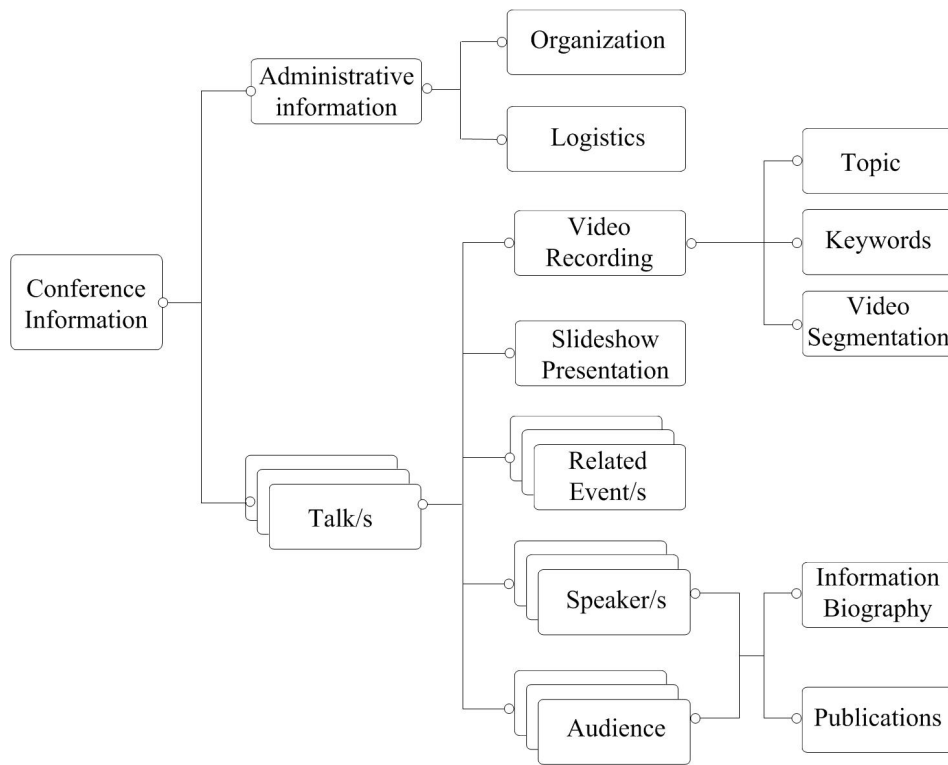 Organization
Administrative
information
Logistics
Topic
Video
Recording
Keywords
Conference
Information
Video
Segmentation
Slideshow
Presentation
Related
Event/s
Talk/s
Speaker/s
Information
Biography
Audience
Publications